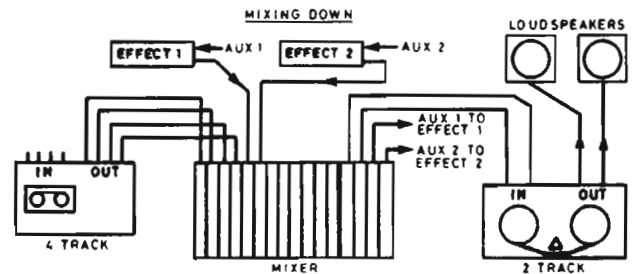 MIXING DOWN
LOUDSPEAKERS
EFFECT 1
AUX 1
EFFECT 2
AUX 2
AUX 1 TO
EFFECT 1
AUX 2 TO
EFFECT 2
IN OUT
4 TRACK
MIXER
IN OUT
2 TRACK